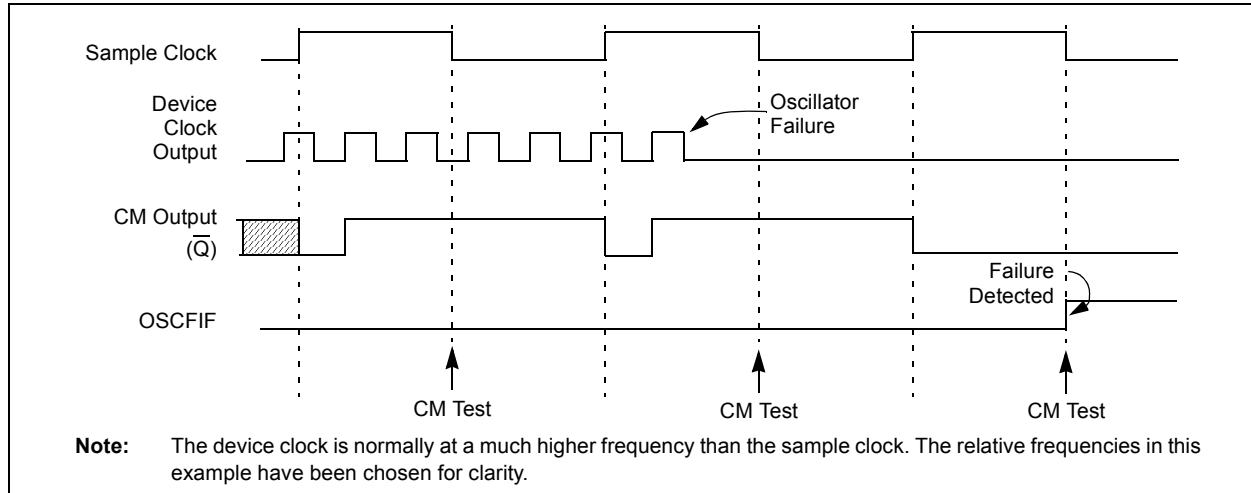 Sample Clock
Device
Clock
Output
Oscillator
Failure
CM Output
(Q̅)
Failure
Detected
OSCFIF
CM Test
CM Test
CM Test
Note: The device clock is normally at a much higher frequency than the sample clock. The relative frequencies in this
example have been chosen for clarity.